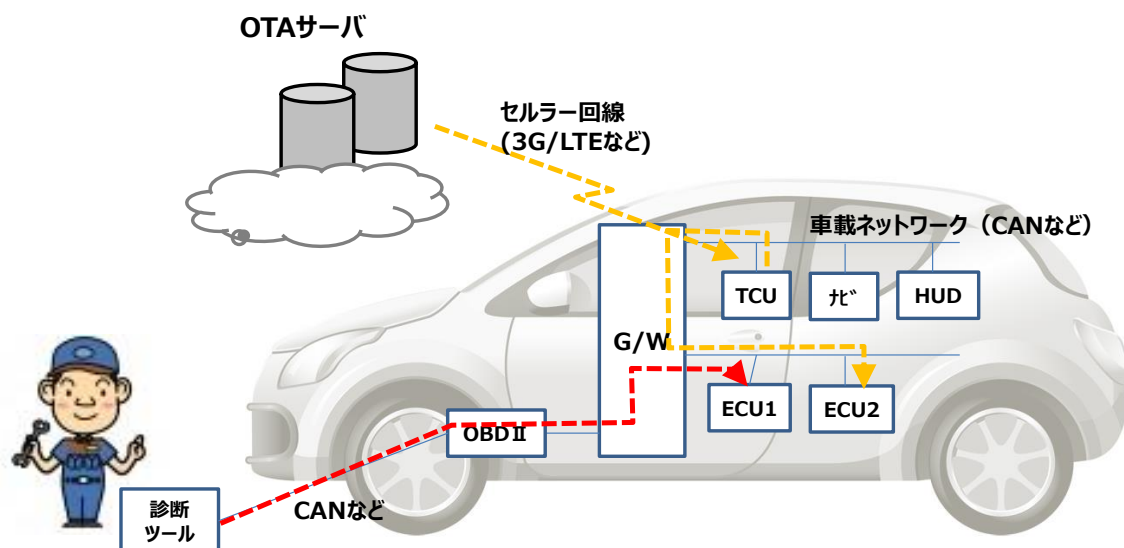 OTAサーバ
セルラー回線
(3G/LTEなど)
車載ネットワーク（CANなど）
TCU
ﾅﾋﾞ
HUD
G/W
ECU1
ECU2
OBDⅡ
CANなど
診断
ツール